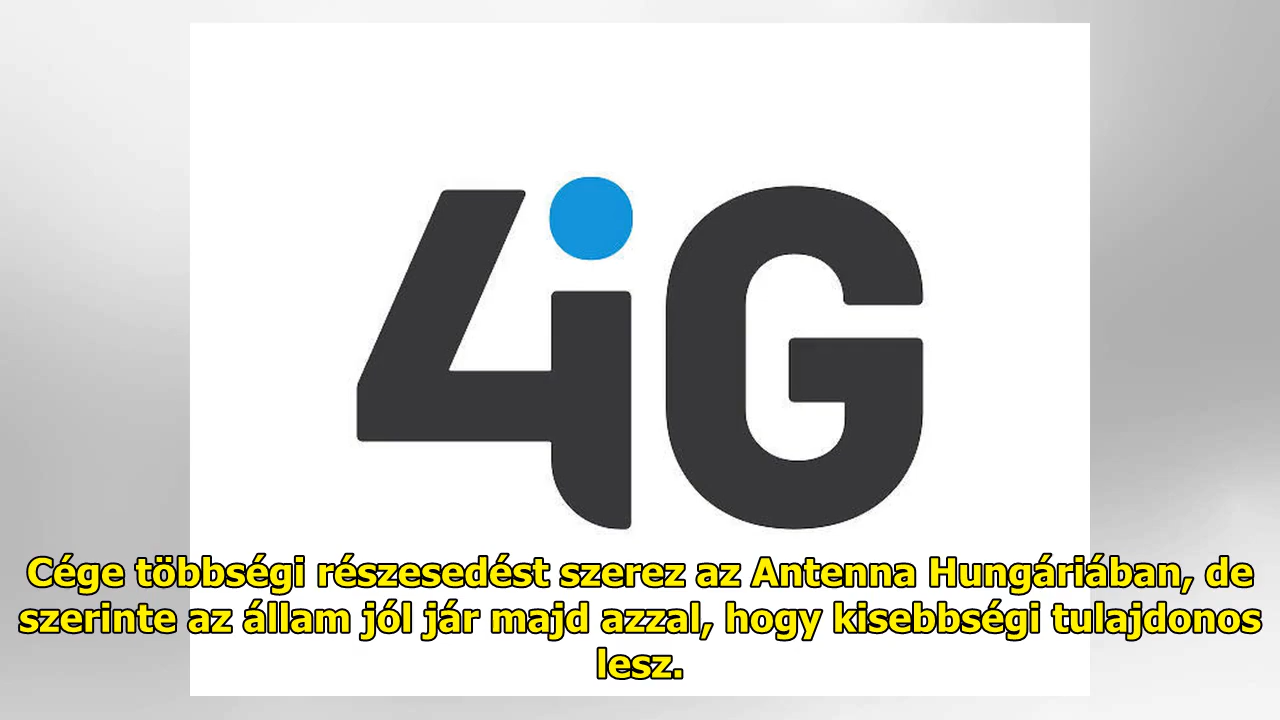 4iG
Cége többségi részesedést szerez az Antenna Hungáriában, de
szerinte az állam jól jár majd azzal, hogy kisebbségi tulajdonos
lesz.